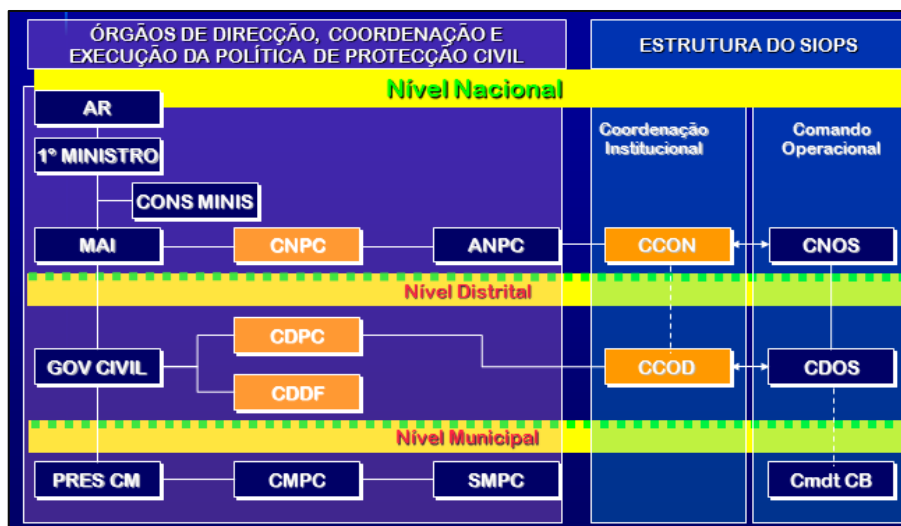 ÓRGÃOS DE DIRECÇÃO, COORDENAÇÃO E
EXECUÇÃO DA POLÍTICA DE PROTECÇÃO CIVIL
ESTRUTURA DO SIOPS
Nível Nacional
AR
Coordenação
Institucional
Comando
Operacional
1º MINISTRO
CONS MINIS
MAI
CNPC
ANPC
CCON
CNOS
Nível Distrital
CDPC
GOV CIVIL
CCOD
CDOS
CDDF
Nível Municipal
PRES CM
CMPC
SMPC
Cmdt CB